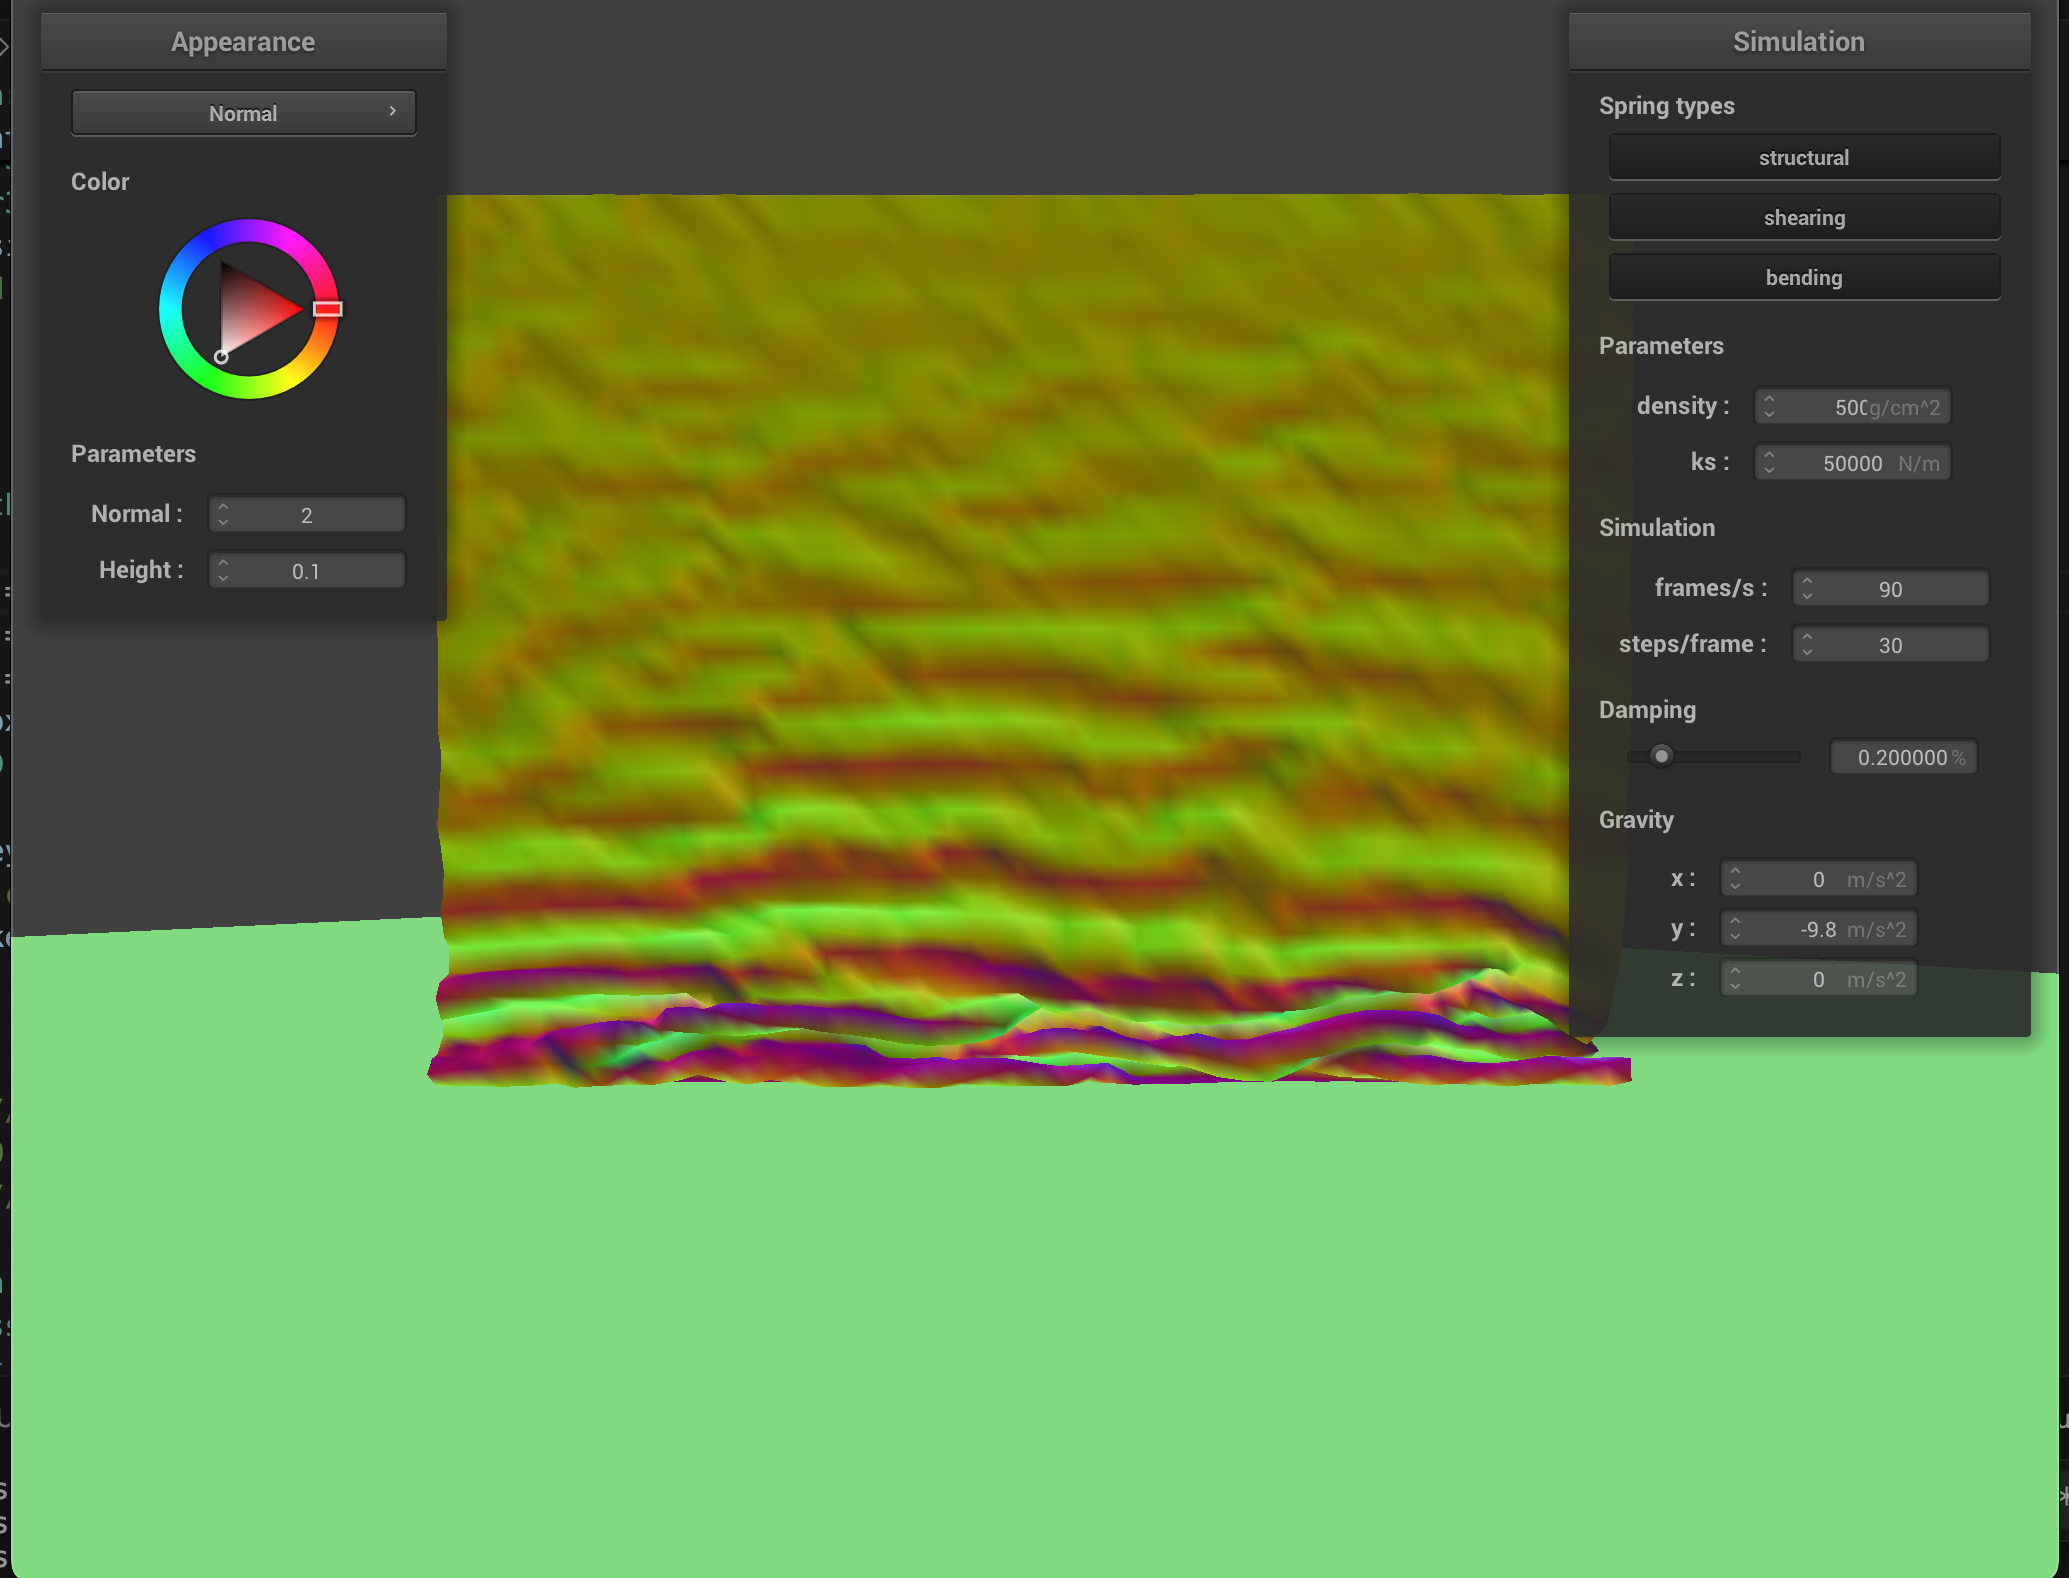 Appearance
Normal
Color
Parameters
Normal : 2
Height : 0.1
Simulation
Spring types
structural
shearing
bending
Parameters
density : 500 g/cm^2
ks : 50000 N/m
Simulation
frames/s : 90
steps/frame : 30
Damping
0.200000 %
Gravity
x : 0 m/s^2
y : -9.8 m/s^2
z : 0 m/s^2